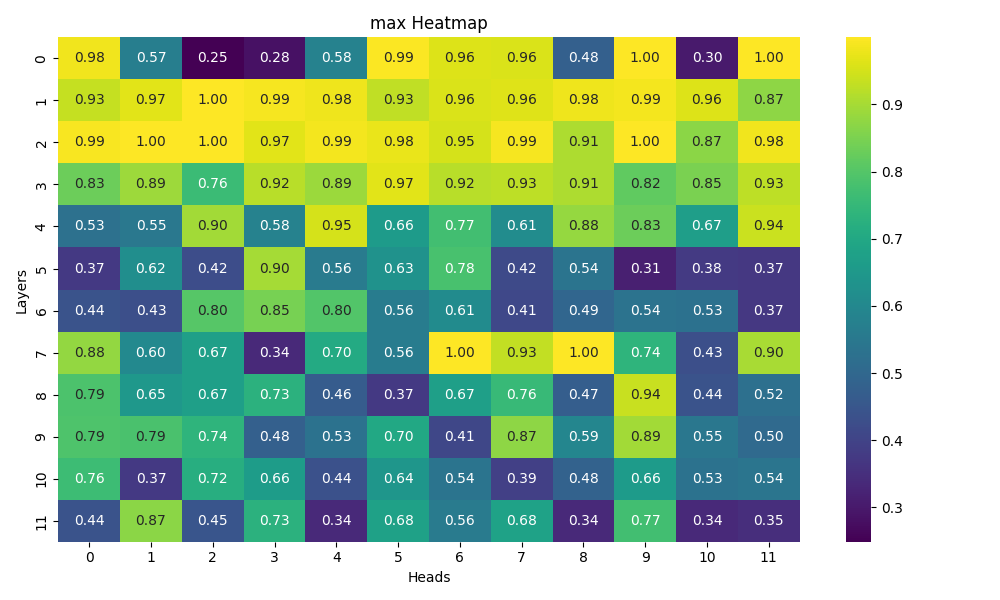 max Heatmap
0 0.98 0.57 0.25 0.28 0.58 0.99 0.96 0.96 0.48 1.00 0.30 1.00
1 0.93 0.97 1.00 0.99 0.98 0.93 0.96 0.96 0.98 0.99 0.96 0.87
2 0.99 1.00 1.00 0.97 0.99 0.98 0.95 0.99 0.91 1.00 0.87 0.98
3 0.83 0.89 0.76 0.92 0.89 0.97 0.92 0.93 0.91 0.82 0.85 0.93
4 0.53 0.55 0.90 0.58 0.95 0.66 0.77 0.61 0.88 0.83 0.67 0.94
5 0.37 0.62 0.42 0.90 0.56 0.63 0.78 0.42 0.54 0.31 0.38 0.37
6 0.44 0.43 0.80 0.85 0.80 0.56 0.61 0.41 0.49 0.54 0.53 0.37
7 0.88 0.60 0.67 0.34 0.70 0.56 1.00 0.93 1.00 0.74 0.43 0.90
8 0.79 0.65 0.67 0.73 0.46 0.37 0.67 0.76 0.47 0.94 0.44 0.52
9 0.79 0.79 0.74 0.48 0.53 0.70 0.41 0.87 0.59 0.89 0.55 0.50
10 0.76 0.37 0.72 0.66 0.44 0.64 0.54 0.39 0.48 0.66 0.53 0.54
11 0.44 0.87 0.45 0.73 0.34 0.68 0.56 0.68 0.34 0.77 0.34 0.35
0 1 2 3 4 5 6 7 8 9 10 11
Heads
Layers
0.9
0.8
0.7
0.6
0.5
0.4
0.3